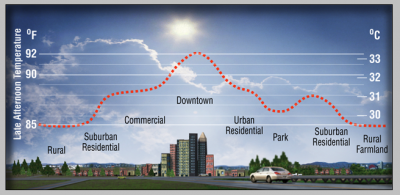 °F
°C
Late Afternoon Temperature
92
90
85
33
32
31
30
Rural
Suburban
Residential
Commercial
Downtown
Urban
Residential
Park
Suburban
Residential
Rural
Farmland